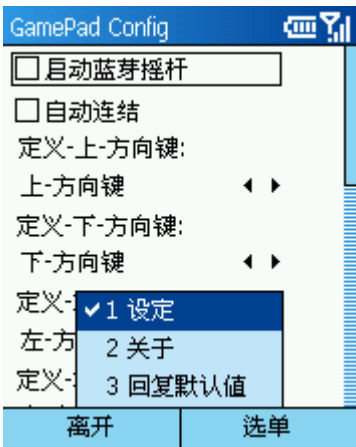 GamePad Config
启动蓝芽摇杆
自动连结
定义-上-方向键:
上-方向键
定义-下-方向键:
下-方向键
定义-
左-方
定义-
1 设定
2 关于
3 回复默认值
离开
选单